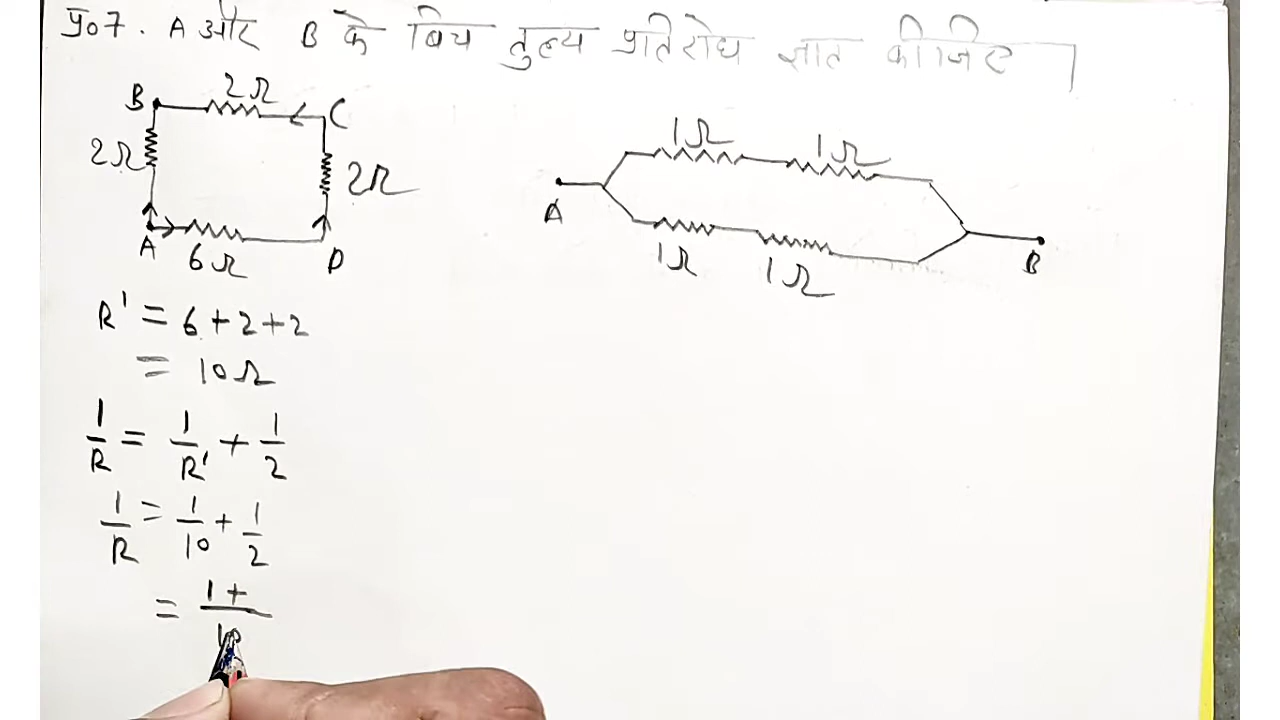 प्र07. A और B के बिच तुल्य प्रतिरोध ज्ञात कीजिए।
B 2Ω C
2Ω 2Ω
A 6Ω D
1Ω 1Ω
A B
1Ω 1Ω
R' = 6 + 2 + 2
= 10Ω
1/R = 1/R' + 1/2
1/R = 1/10 + 1/2
= 1 + / 10